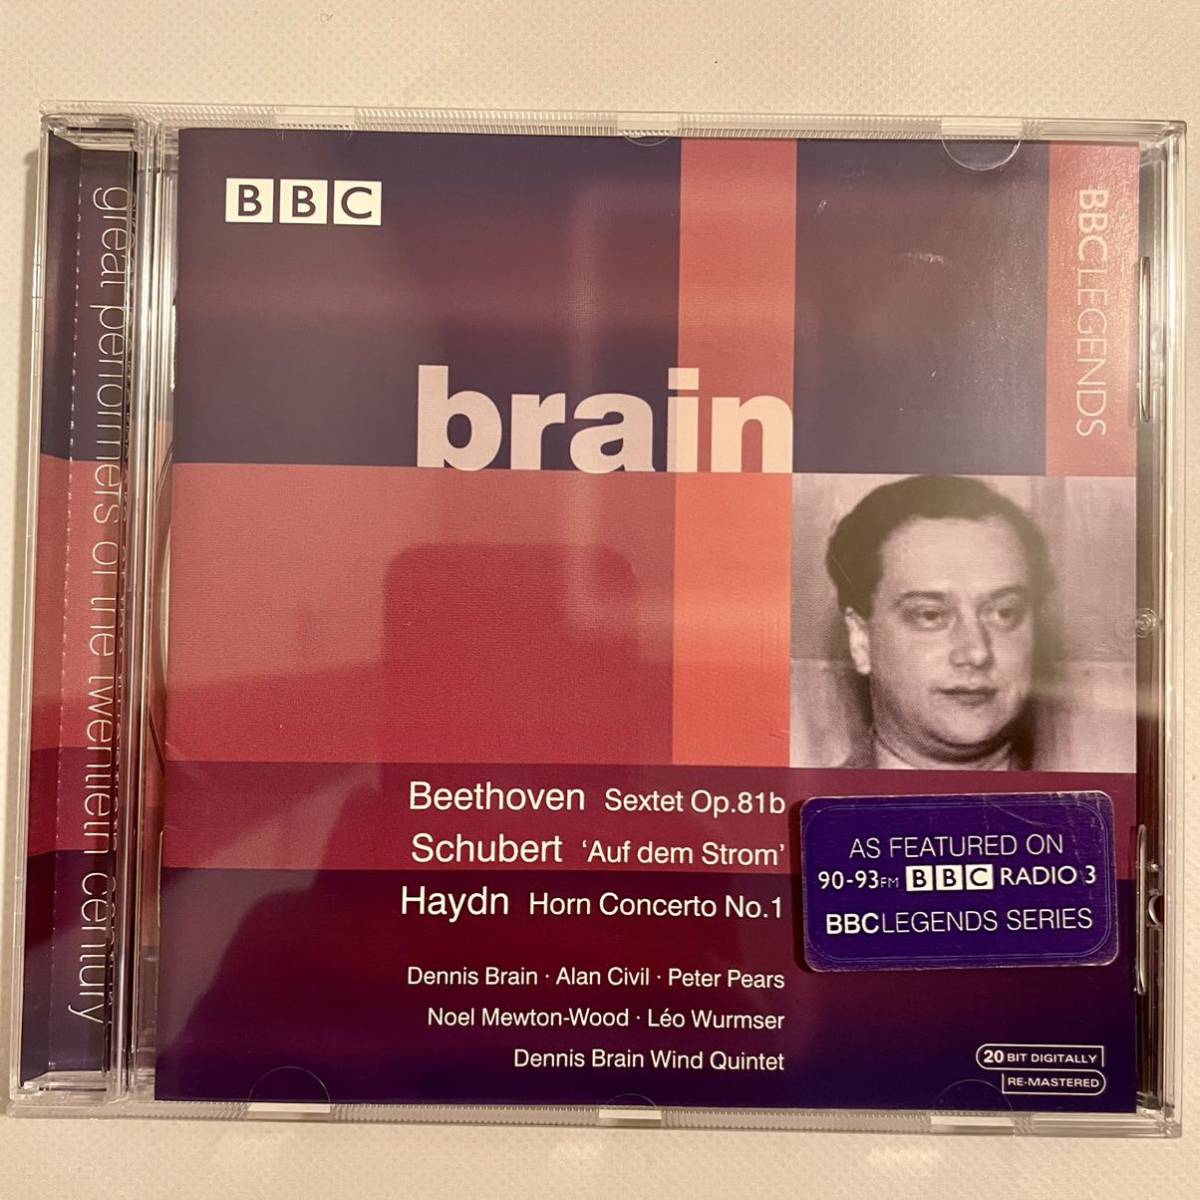 great performers of the twentieth century
BBC
BBC LEGENDS
brain
Beethoven Sextet Op.81b
Schubert ‘Auf dem Strom’
Haydn Horn Concerto No.1
Dennis Brain · Alan Civil · Peter Pears
Noel Mewton-Wood · Léo Wurmser
Dennis Brain Wind Quintet
AS FEATURED ON
90-93FM BBC RADIO 3
BBCLEGENDS SERIES
20 BIT DIGITALLY
RE-MASTERED